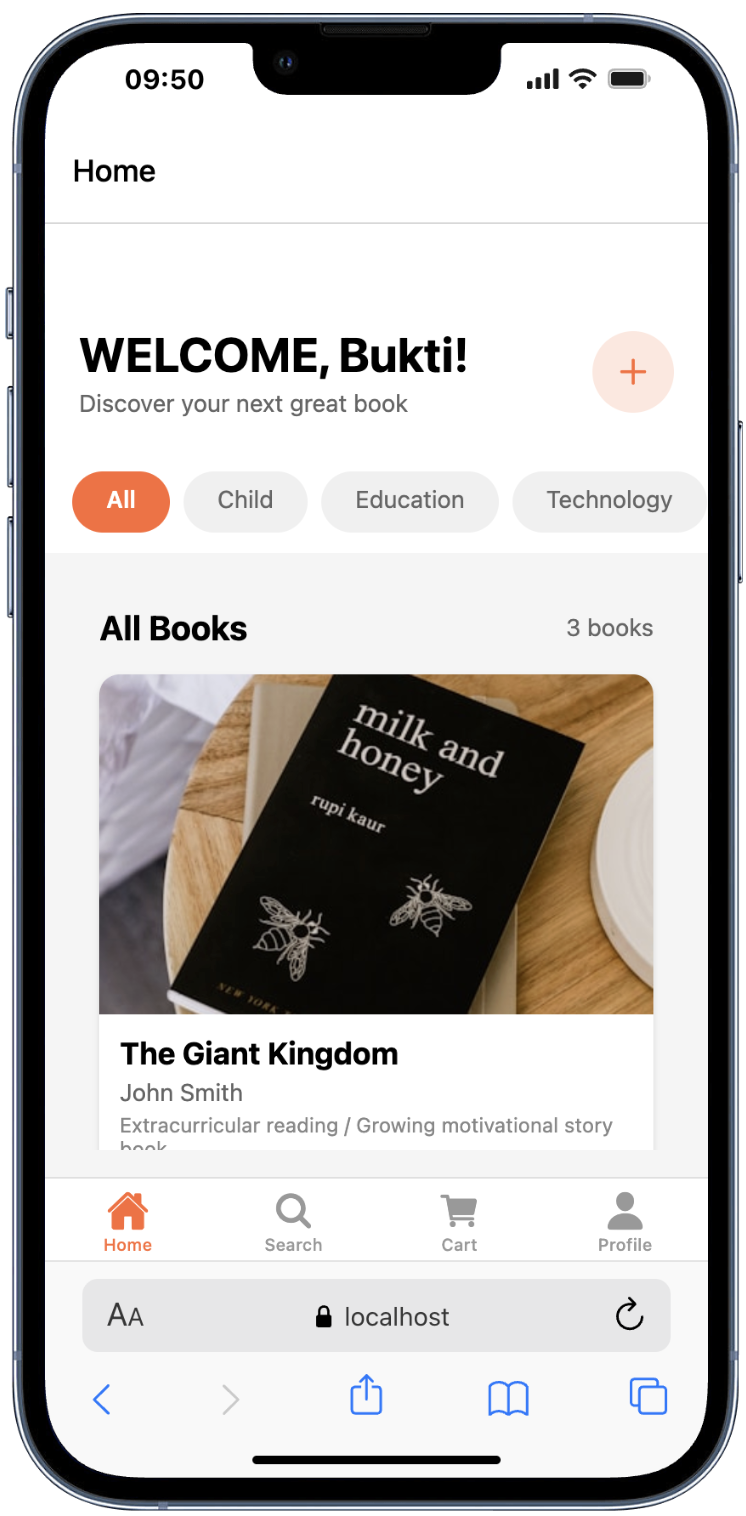 09:50
Home
WELCOME, Bukti!
Discover your next great book
+
All
Child
Education
Technology
All Books
3 books
milk and
honey
rupi kaur
NEW YORK
The Giant Kingdom
John Smith
Extracurricular reading / Growing motivational story
book
Home
Search
Cart
Profile
AA
localhost